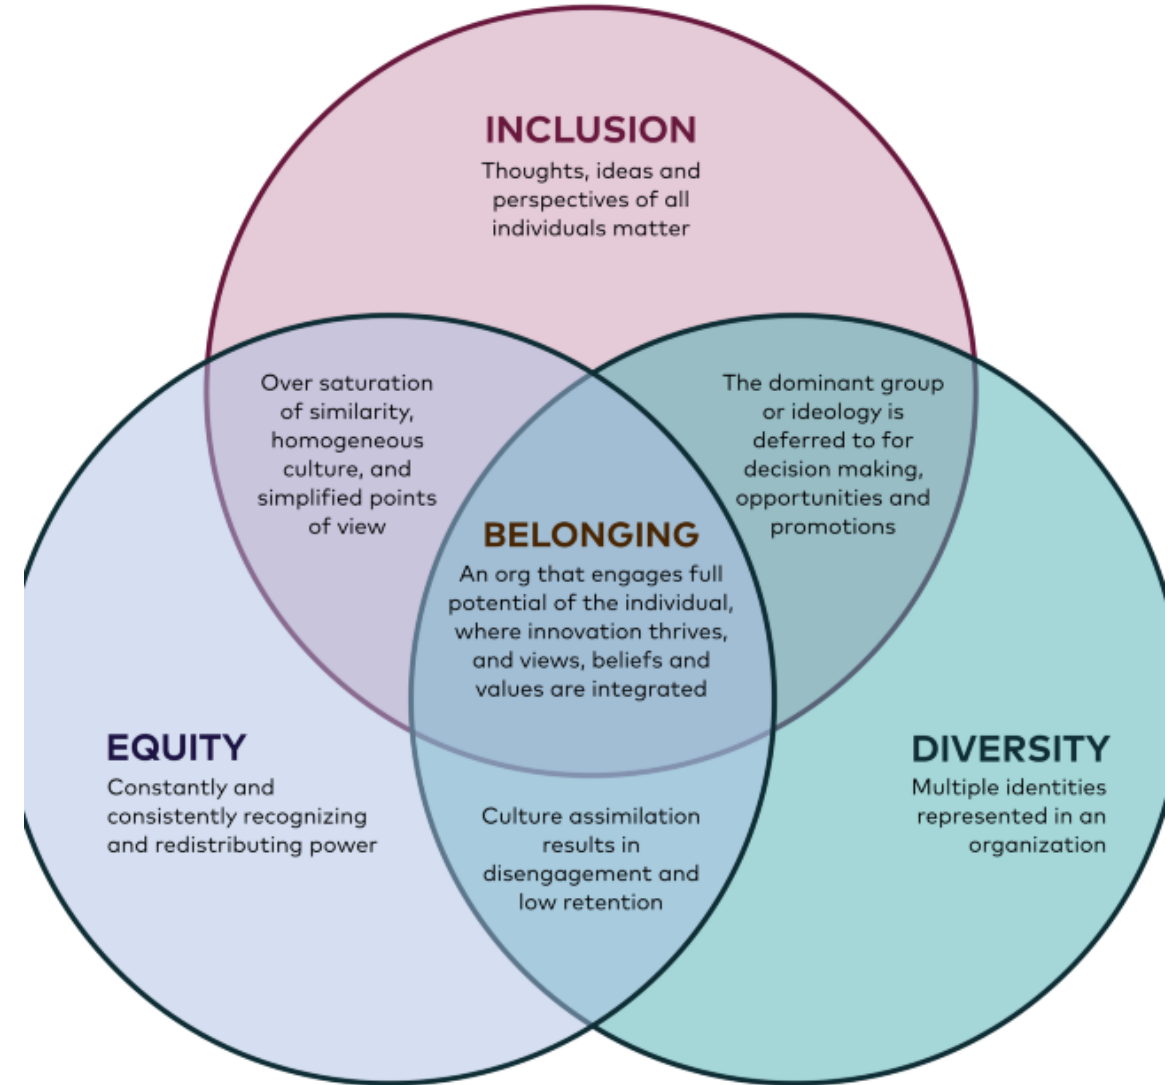 INCLUSION
Thoughts, ideas and
perspectives of all
individuals matter
Over saturation
of similarity,
homogeneous
culture, and
simplified points
of view
The dominant group
or ideology is
deferred to for
decision making,
opportunities and
promotions
BELONGING
An org that engages full
potential of the individual,
where innovation thrives,
and views, beliefs and
values are integrated
EQUITY
Constantly and
consistently recognizing
and redistributing power
DIVERSITY
Multiple identities
represented in an
organization
Culture assimilation
results in
disengagement and
low retention